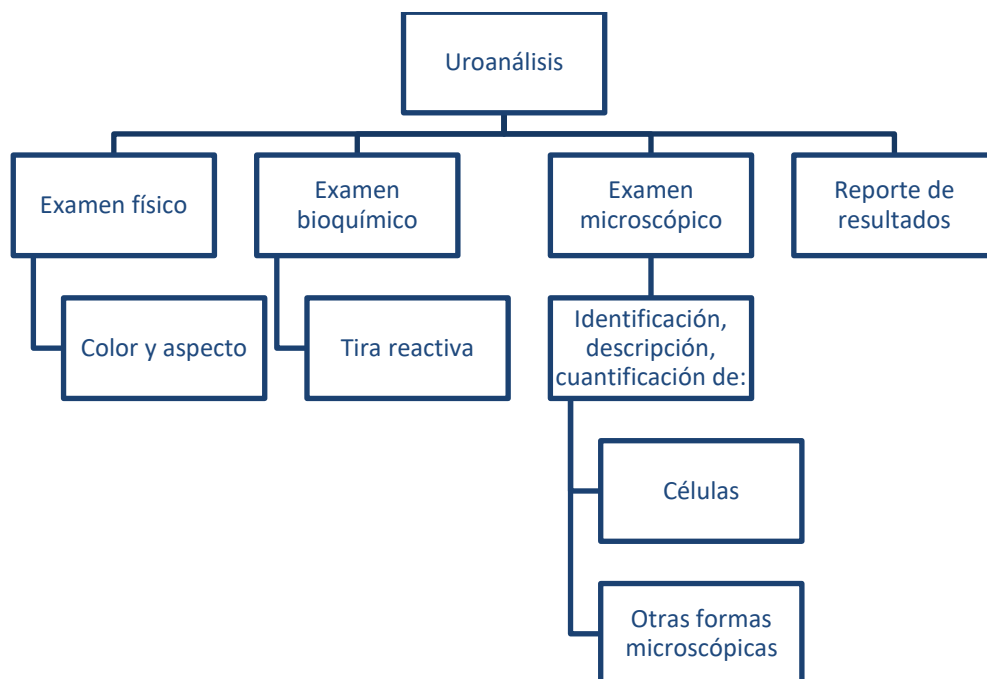 Uroanálisis
Examen físico
Examen
bioquímico
Examen
microscópico
Reporte de
resultados
Color y aspecto
Tira reactiva
Identificación,
descripción,
cuantificación de:
Células
Otras formas
microscópicas